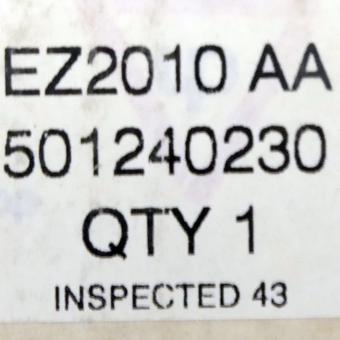 EZ2010 AA
501240230
QTY 1
INSPECTED 43